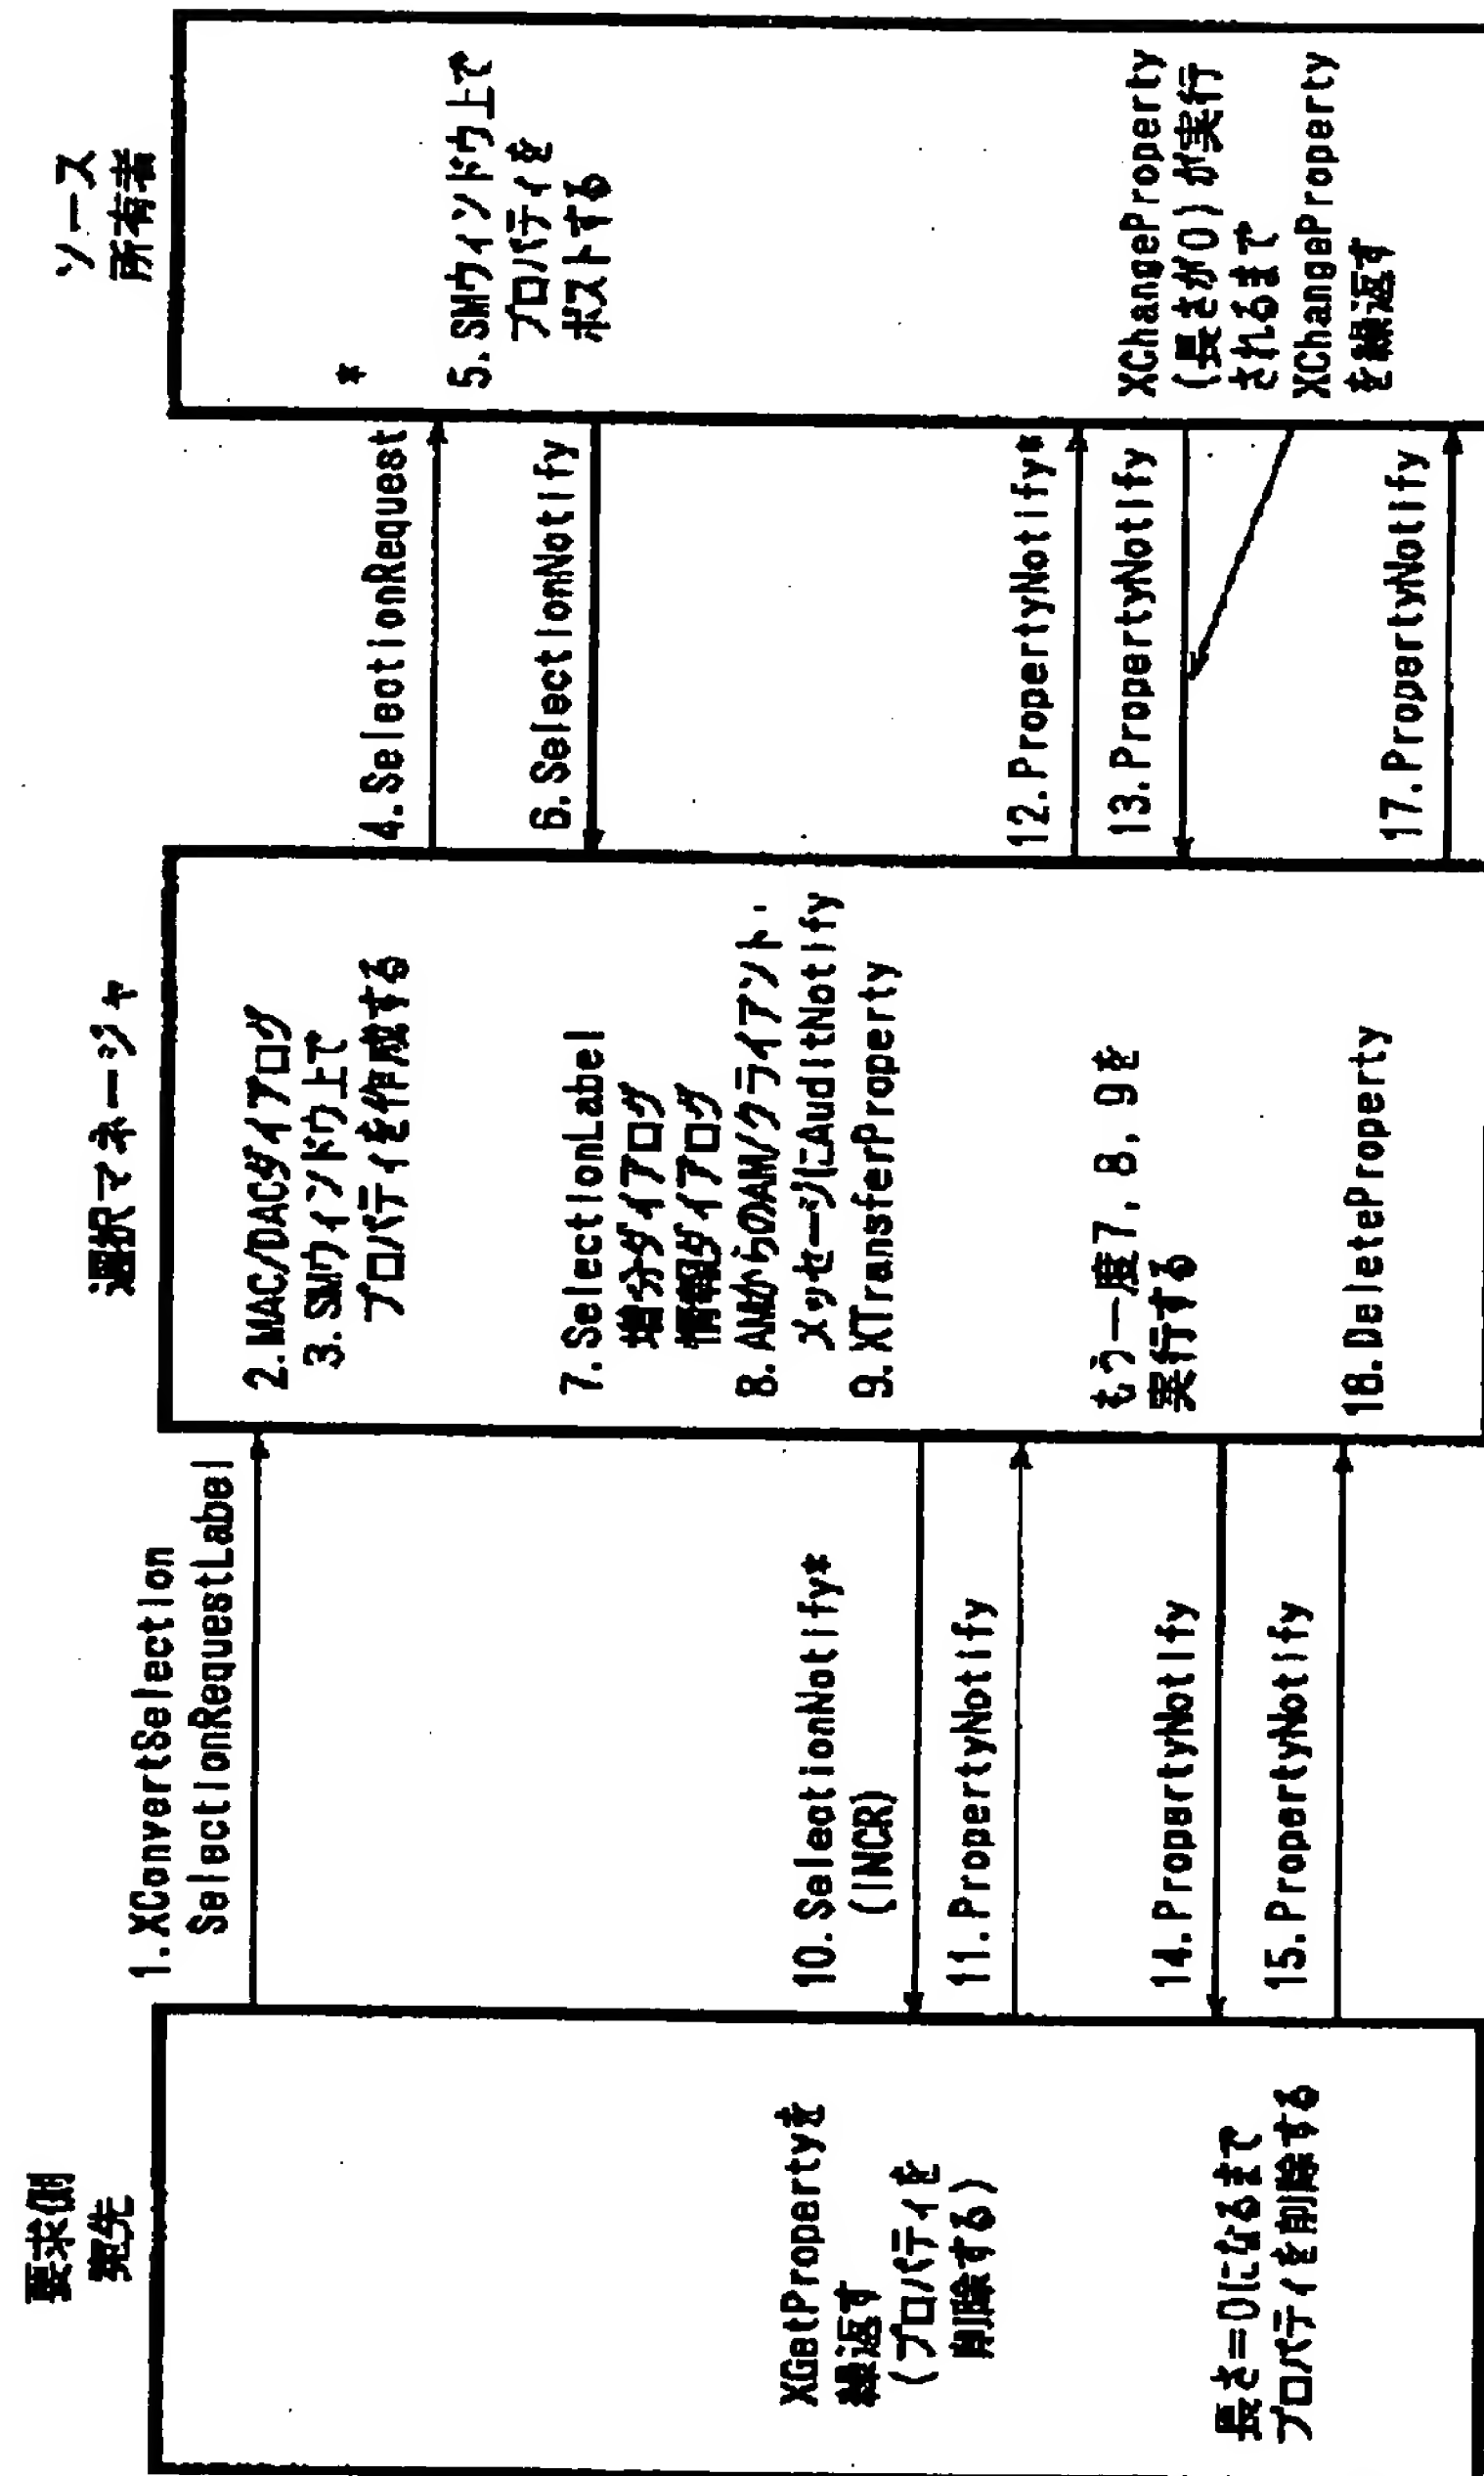 要求側
宛先
XGetPropertyを
繰返す
(プロパティを
削除する)
長さ=0になるまで
プロパティを削除する
1.XConvertSelection
SelectionRequestLabel
10.SelectionNotify*
(INCR)
11.PropertyNotify
14.PropertyNotify
15.PropertyNotify
選択マネージャ
2.MAC/DACダイアログ
3.SMウィンドウ上で
プロパティを作成する
7.SelectionLabel
増分ダイアログ
情報ダイアログ
8.AMからのAM/クライアント・
メッセージにAuditNotify
9.XTransferProperty
もう一度7，8，9を
実行する
18.DeleteProperty
4.SelectionRequest
6.SelectionNotify
12.PropertyNotify*
13.PropertyNotify
17.PropertyNotify
ソース
所有者
*
5.SMウィンドウ上で
プロパティを
ポストする
XChangeProperty
(長さが0)が実行
されるまで
XChangeProperty
を繰返す